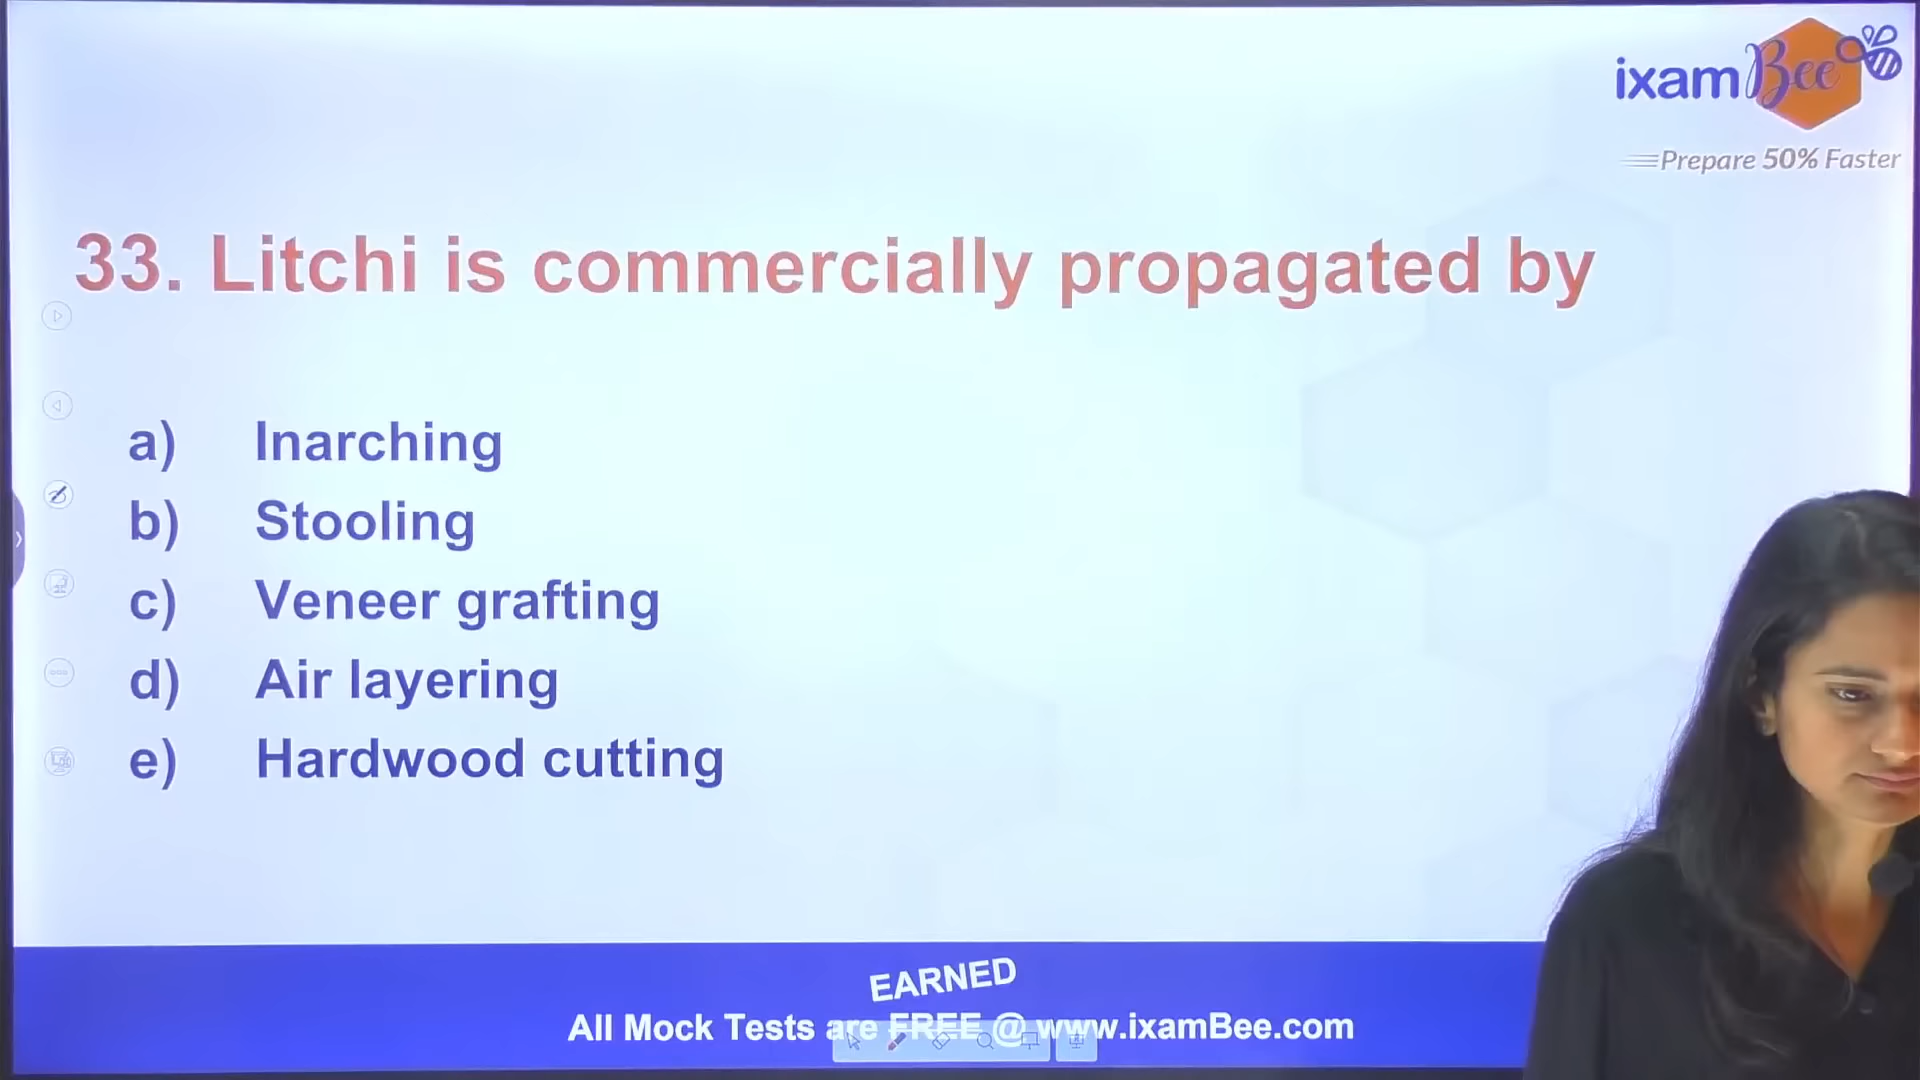 ixamBee
Prepare 50% Faster
33. Litchi is commercially propagated by
a) Inarching
b) Stooling
c) Veneer grafting
d) Air layering
e) Hardwood cutting
EARNED
All Mock Tests are FREE @ www.ixamBee.com